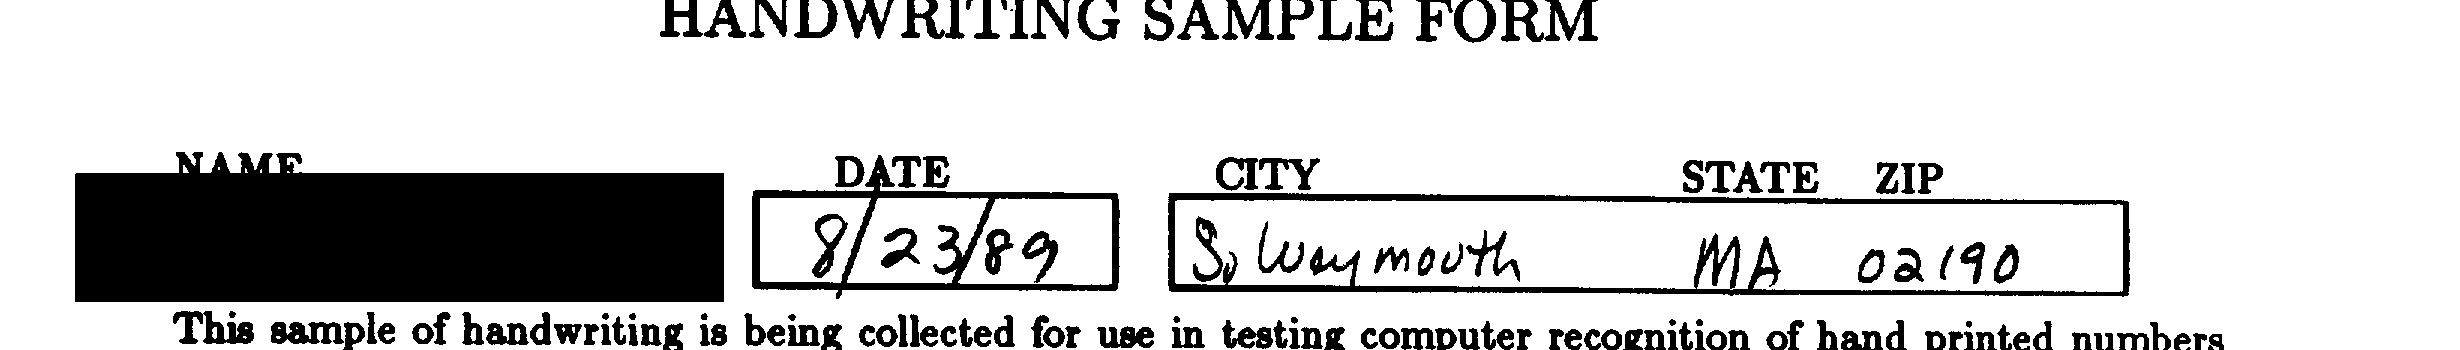 HANDWRITING SAMPLE FORM
NAME DATE CITY STATE ZIP
8/23/89 S. Weymouth MA 02190
This sample of handwriting is being collected for use in testing computer recognition of hand printed numbers